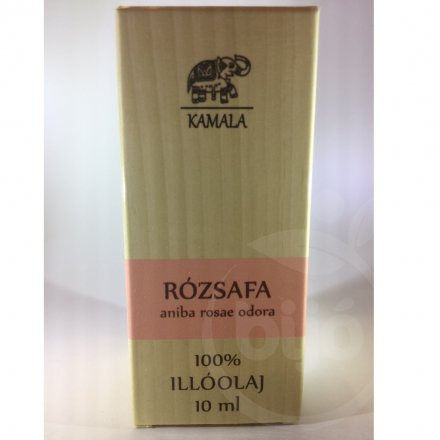 KAMALA
RÓZSAFA
aniba rosae odora
100%
ILLÓOLAJ
10 ml